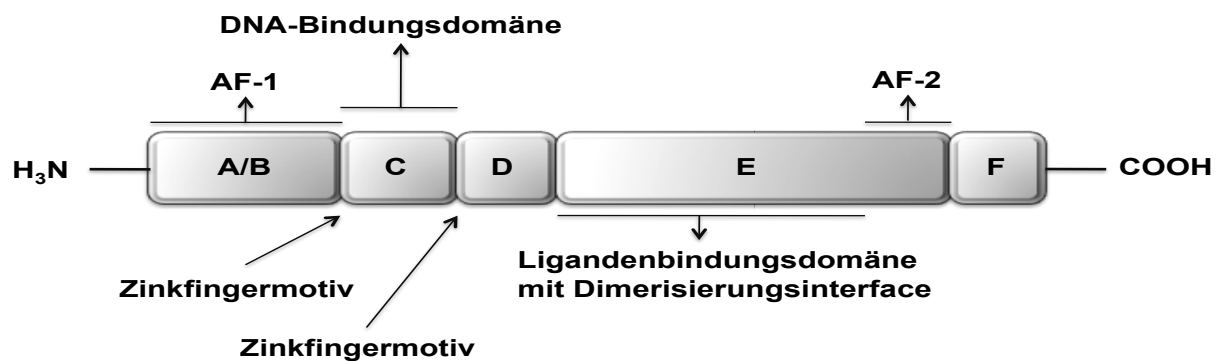 DNA-Bindungsdomäne
AF-1
AF-2
H₃N
A/B
C
D
E
F
COOH
Zinkfingermotiv
Ligandenbindungsdomäne
mit Dimerisierungsinterface
Zinkfingermotiv